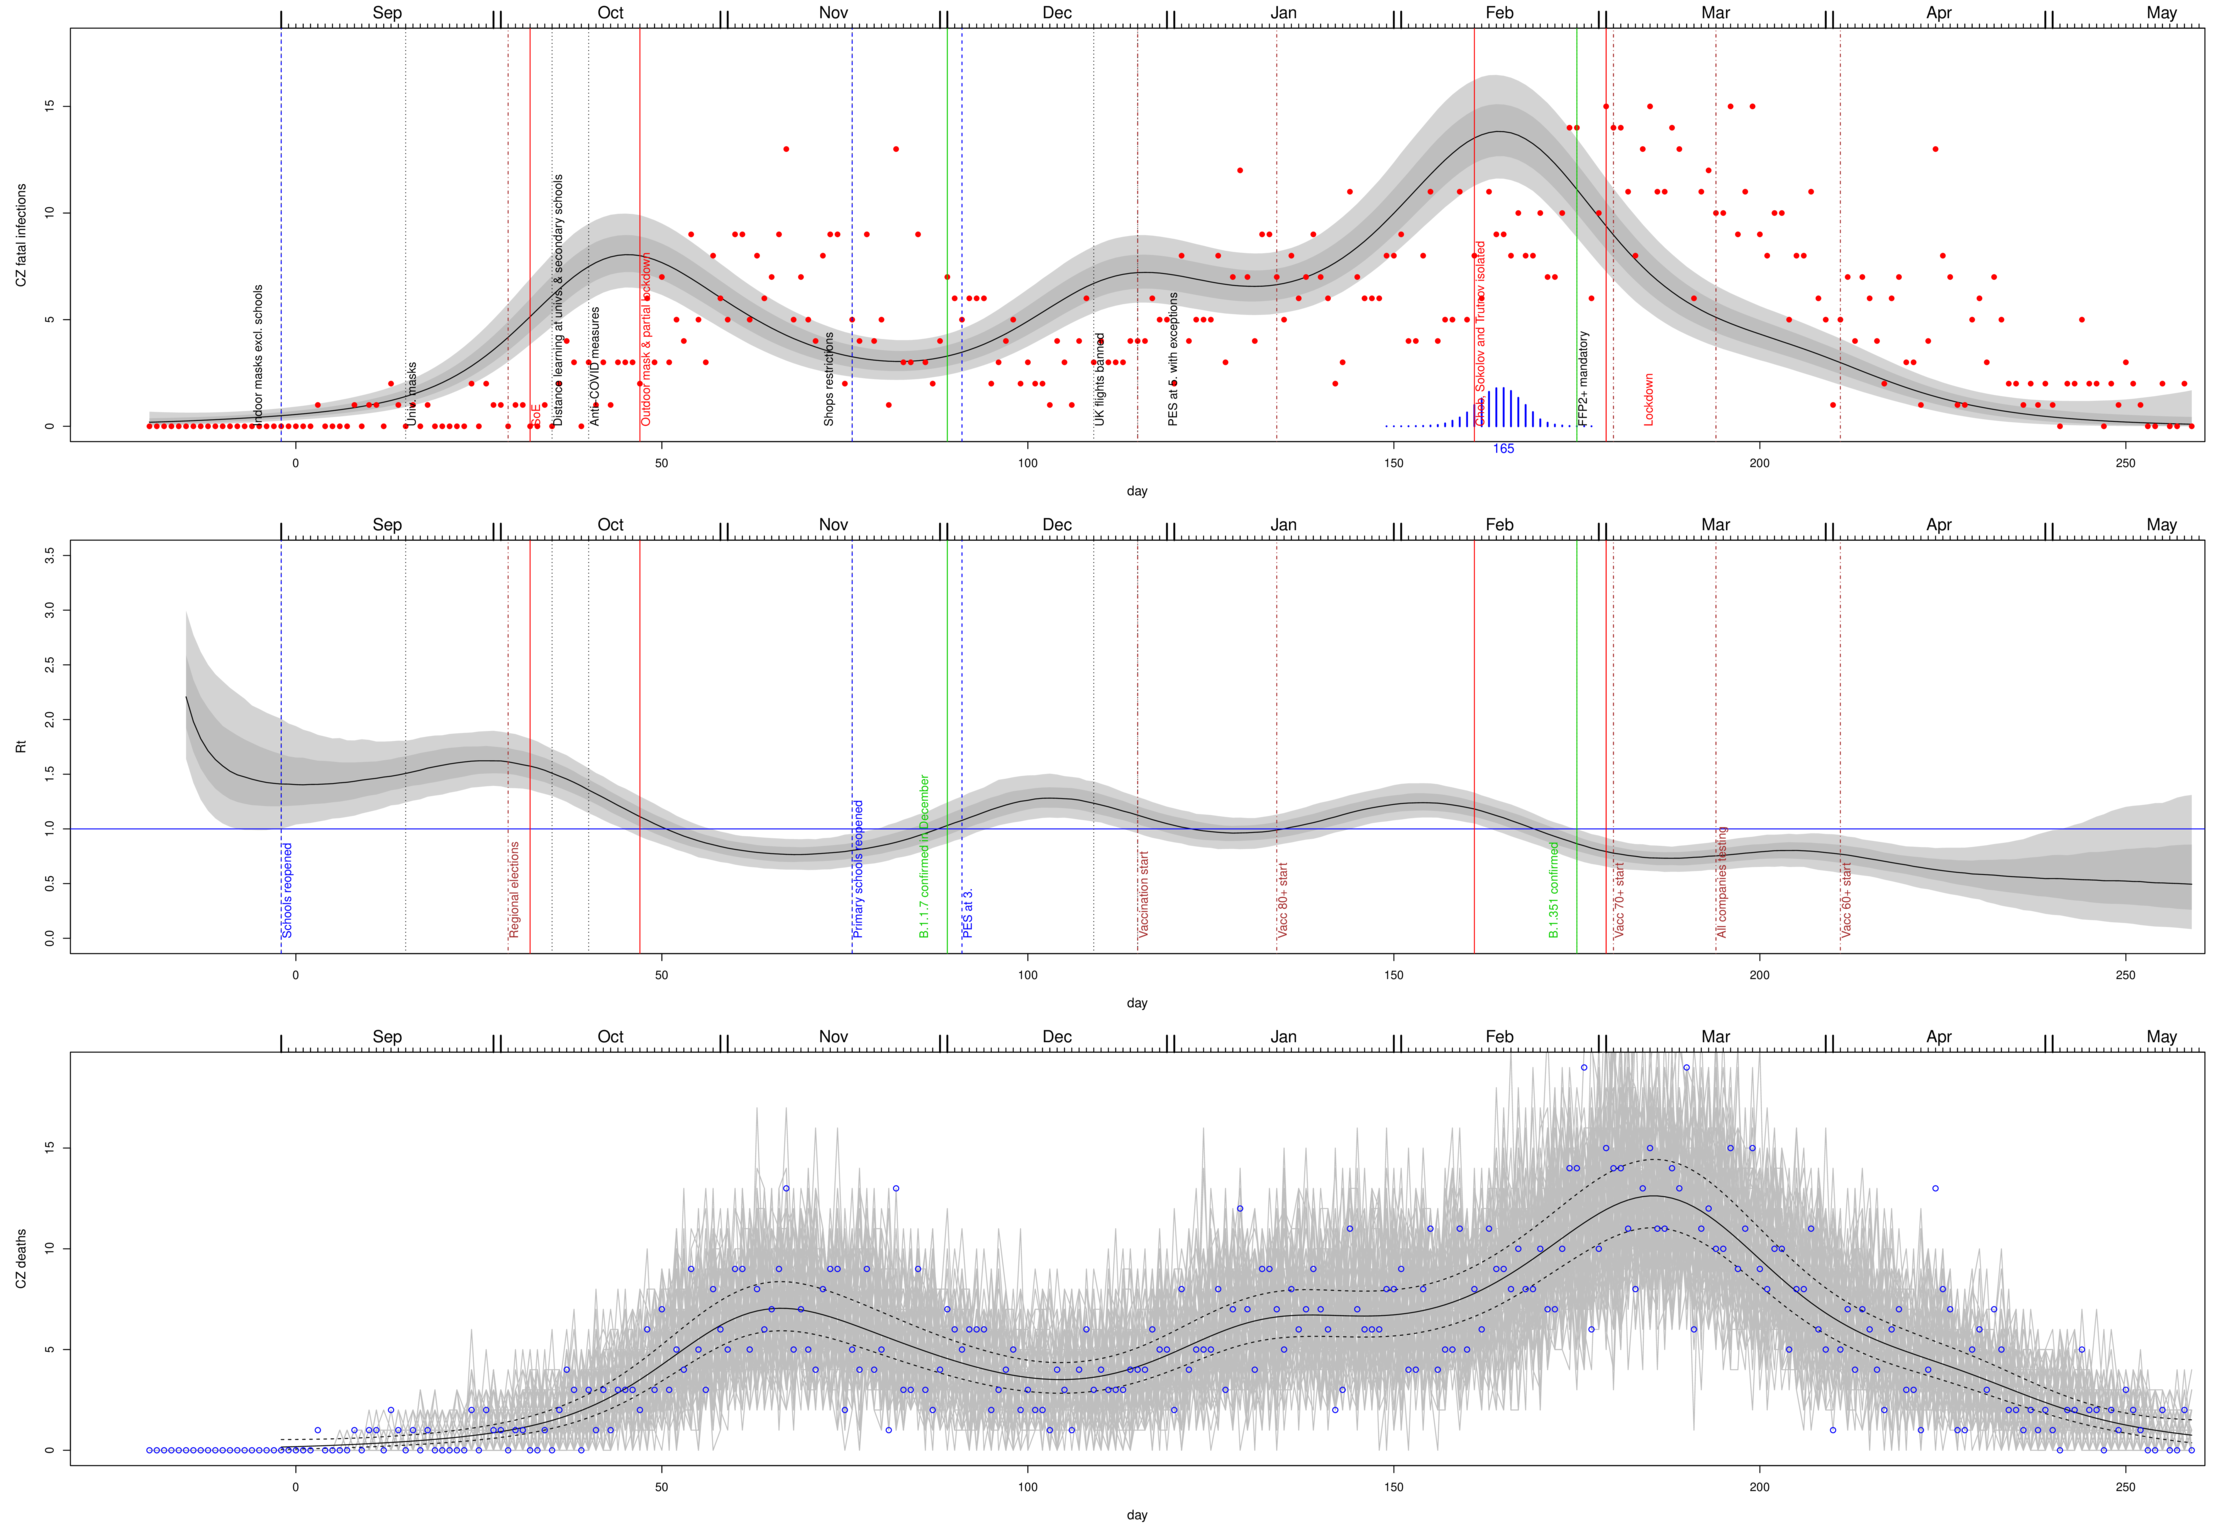 Sep Oct Nov Dec Jan Feb Mar Apr May
CZ fatal infections
0 5 10 15
Indoor masks excl. schools
Univ. masks
SoE
Distance learning at univs. & secondary schools
Anti-COVID measures
Outdoor mask & partial lockdown
Shops restrictions
UK flights banned
PES at 5. with exceptions
Cheb, Sokolov and Trutnov isolated
FFP2+ mandatory
Lockdown
165
0 50 100 150 200 250
day
Sep Oct Nov Dec Jan Feb Mar Apr May
Rt
0.0 0.5 1.0 1.5 2.0 2.5 3.0 3.5
Schools reopened
Regional elections
Primary schools reopened
B.1.1.7 confirmed in December
PES at 3.
Vaccination start
Vacc 80+ start
B.1.351 confirmed
Vacc 70+ start
All companies testing
Vacc 60+ start
0 50 100 150 200 250
day
Sep Oct Nov Dec Jan Feb Mar Apr May
CZ deaths
0 5 10 15
0 50 100 150 200 250
day